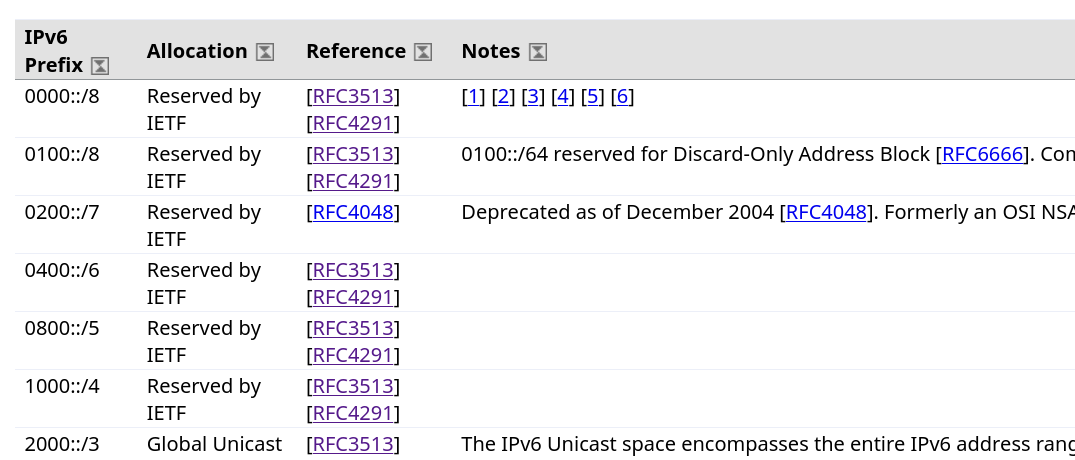 IPv6
Prefix Allocation Reference Notes
0000::/8 Reserved by [RFC3513] [1] [2] [3] [4] [5] [6]
IETF [RFC4291]
0100::/8 Reserved by [RFC3513] 0100::/64 reserved for Discard-Only Address Block [RFC6666]. Con
IETF [RFC4291]
0200::/7 Reserved by [RFC4048] Deprecated as of December 2004 [RFC4048]. Formerly an OSI NSA
IETF
0400::/6 Reserved by [RFC3513]
IETF [RFC4291]
0800::/5 Reserved by [RFC3513]
IETF [RFC4291]
1000::/4 Reserved by [RFC3513]
IETF [RFC4291]
2000::/3 Global Unicast [RFC3513] The IPv6 Unicast space encompasses the entire IPv6 address rang